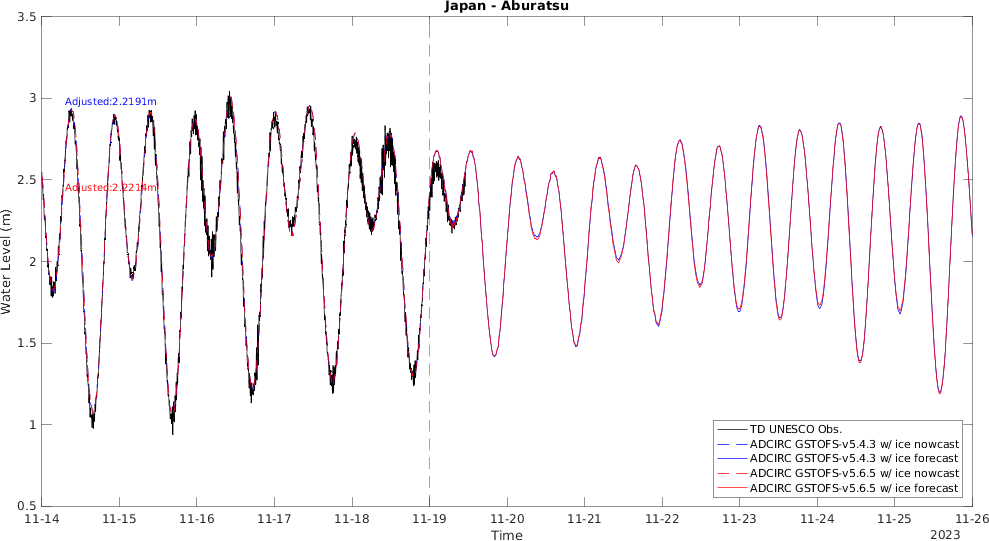 Japan - Aburatsu
3.5
3
2.5
2
1.5
1
0.5
Water Level (m)
Adjusted:2.2191m
Adjusted:2.2214m
TD UNESCO Obs.
ADCIRC GSTOFS-v5.4.3 w/ ice nowcast
ADCIRC GSTOFS-v5.4.3 w/ ice forecast
ADCIRC GSTOFS-v5.6.5 w/ ice nowcast
ADCIRC GSTOFS-v5.6.5 w/ ice forecast
11-14 11-15 11-16 11-17 11-18 11-19 11-20 11-21 11-22 11-23 11-24 11-25 11-26
Time
2023